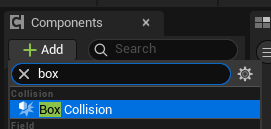 Components
Add
Search
box
Collision
Box Collision
Field